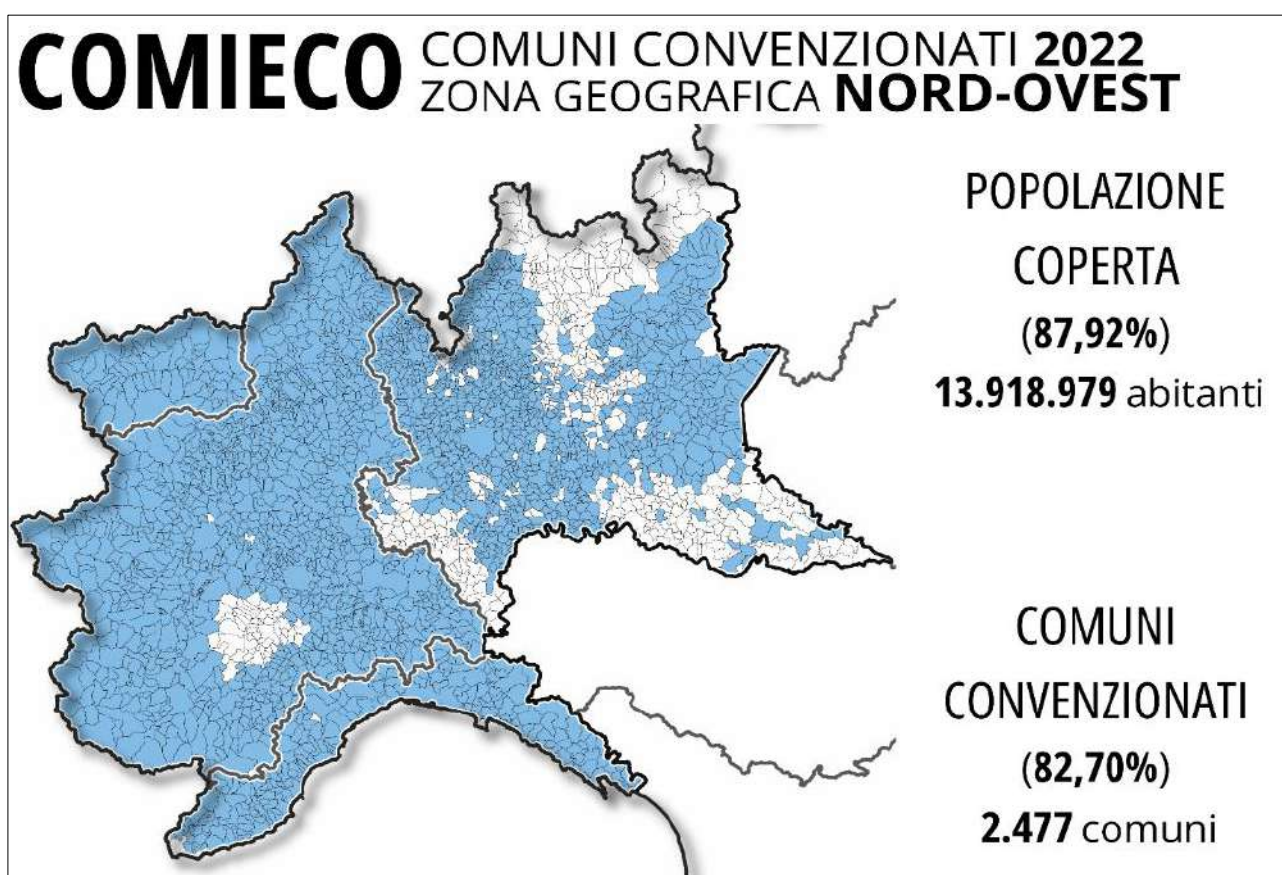 COMIECO
COMUNI CONVENZIONATI 2022
ZONA GEOGRAFICA NORD-OVEST
POPOLAZIONE
COPERTA
(87,92%)
13.918.979 abitanti
COMUNI
CONVENZIONATI
(82,70%)
2.477 comuni